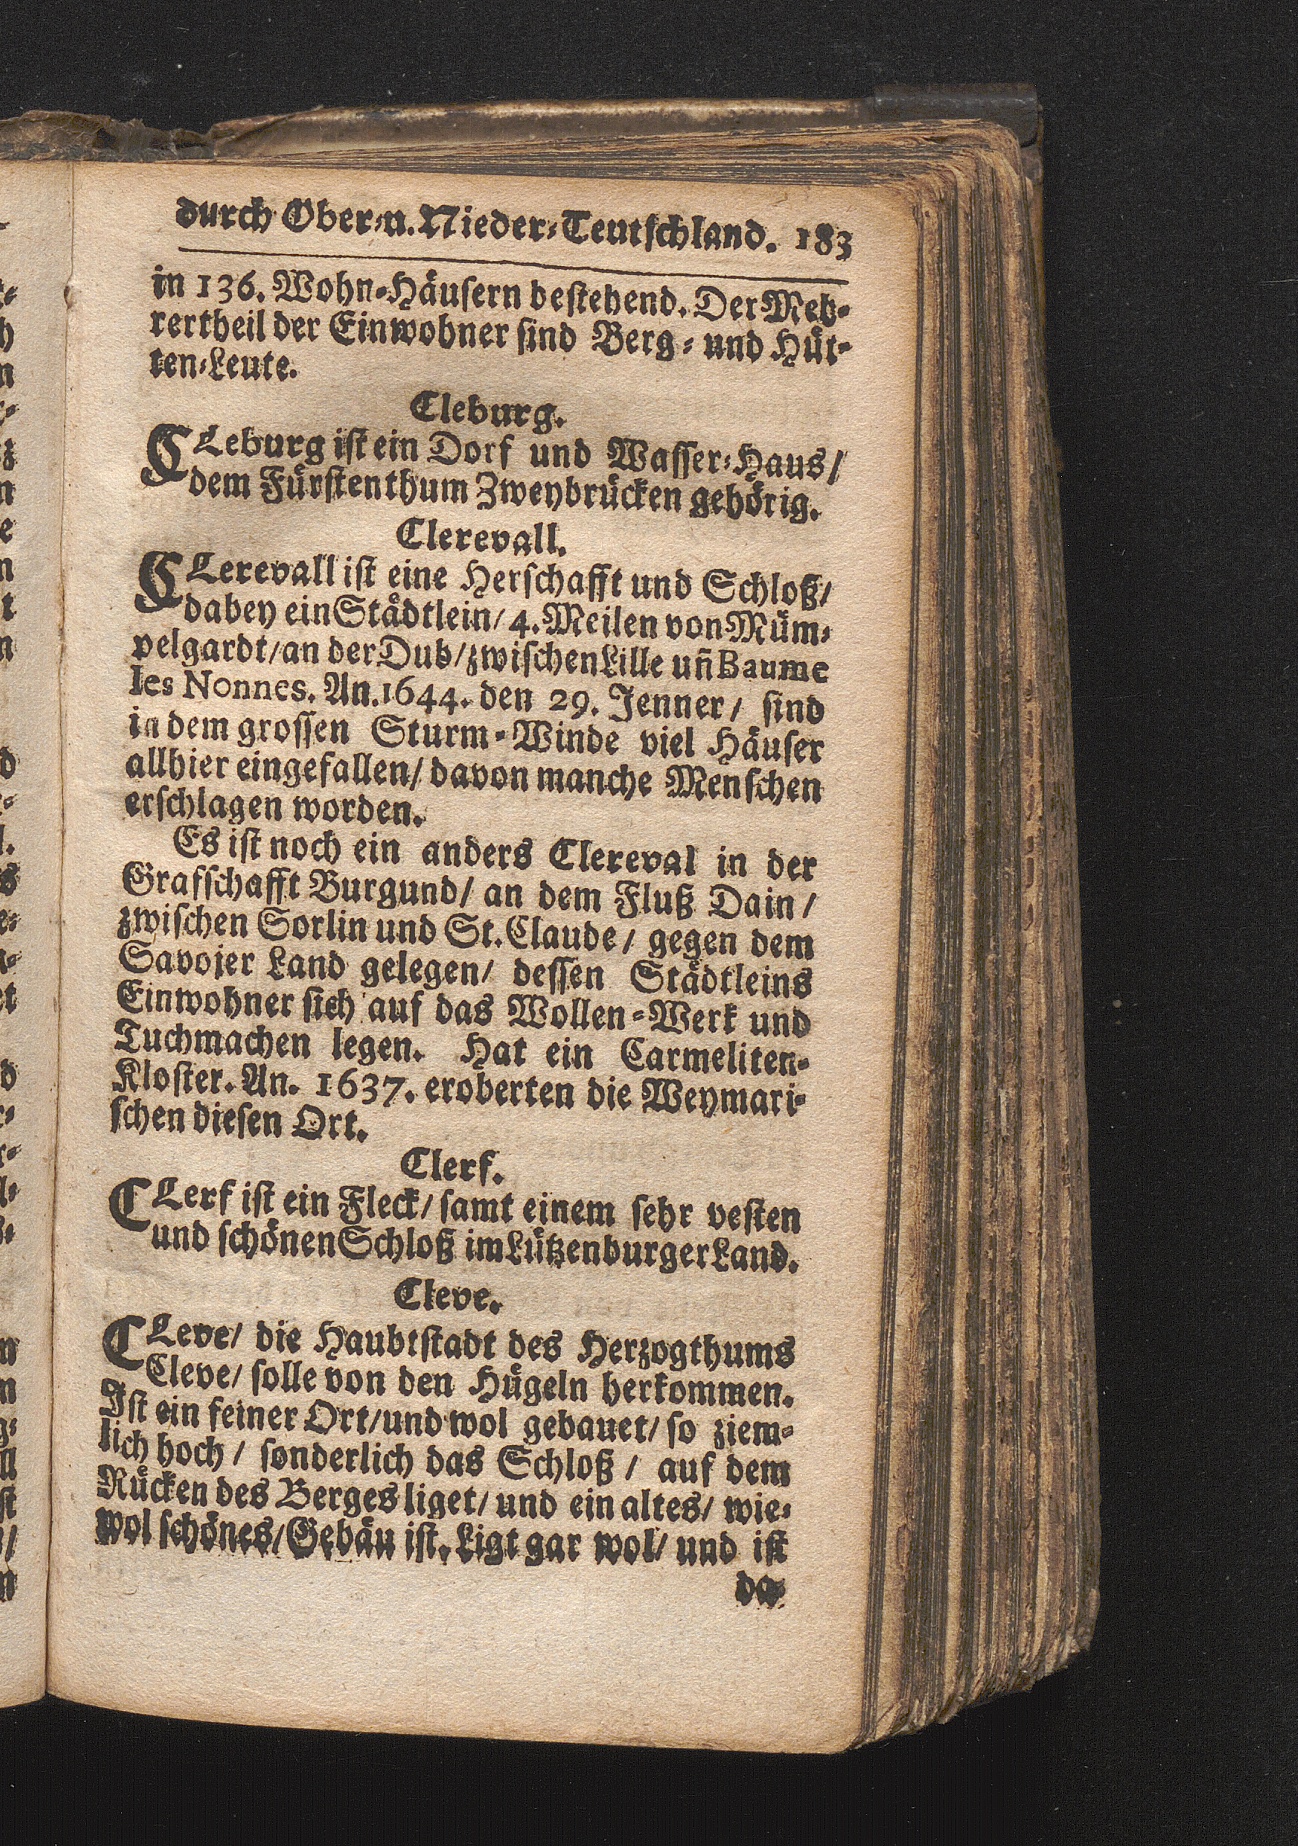 durch Ober-u. Nieder-Teutschland. 183
in 136. Wohn-Häusern bestehend. Der Meh-
rertheil der Einwohner sind Berg- und Hüt-
ten-Leute.
Cleburg.
CLeburg ist ein Dorf und Wasser-Haus/
dem Fürstenthum Zweybrücken gehörig.
Clerevall.
CLerevall ist eine Herschafft und Schloß/
dabey ein Städtlein/ 4. Meilen von Müm-
pelgardt/ an der Dub/ zwischen Lille uñ Baume
les Nonnes. An. 1644. den 29. Jenner/ sind
in dem grossen Sturm-Winde viel Häuser
allhier eingefallen/ davon manche Menschen
erschlagen worden.
Es ist noch ein anders Clereval in der
Grafschafft Burgund/ an dem Fluß Dain/
zwischen Sorlin und St. Claude/ gegen dem
Savojer Land gelegen/ dessen Städtleins
Einwohner sich auf das Wollen-Werk und
Tuchmachen legen. Hat ein Carmeliten-
Kloster. An. 1637. eroberten die Weymari-
schen diesen Ort.
Clerf.
CLerf ist ein Fleck/ samt einem sehr vesten
und schönen Schloß im Lützenburger Land.
Cleve.
CLeve/ die Haubtstadt des Herzogthums
Cleve/ solle von den Hügeln herkommen.
Ist ein feiner Ort/ und wol gebauet/ so ziem-
lich hoch/ sonderlich das Schloß/ auf dem
Rücken des Berges liget/ und ein altes/ wie-
wol schönes/ Gebäu ist. Ligt gar wol/ und ist
da-